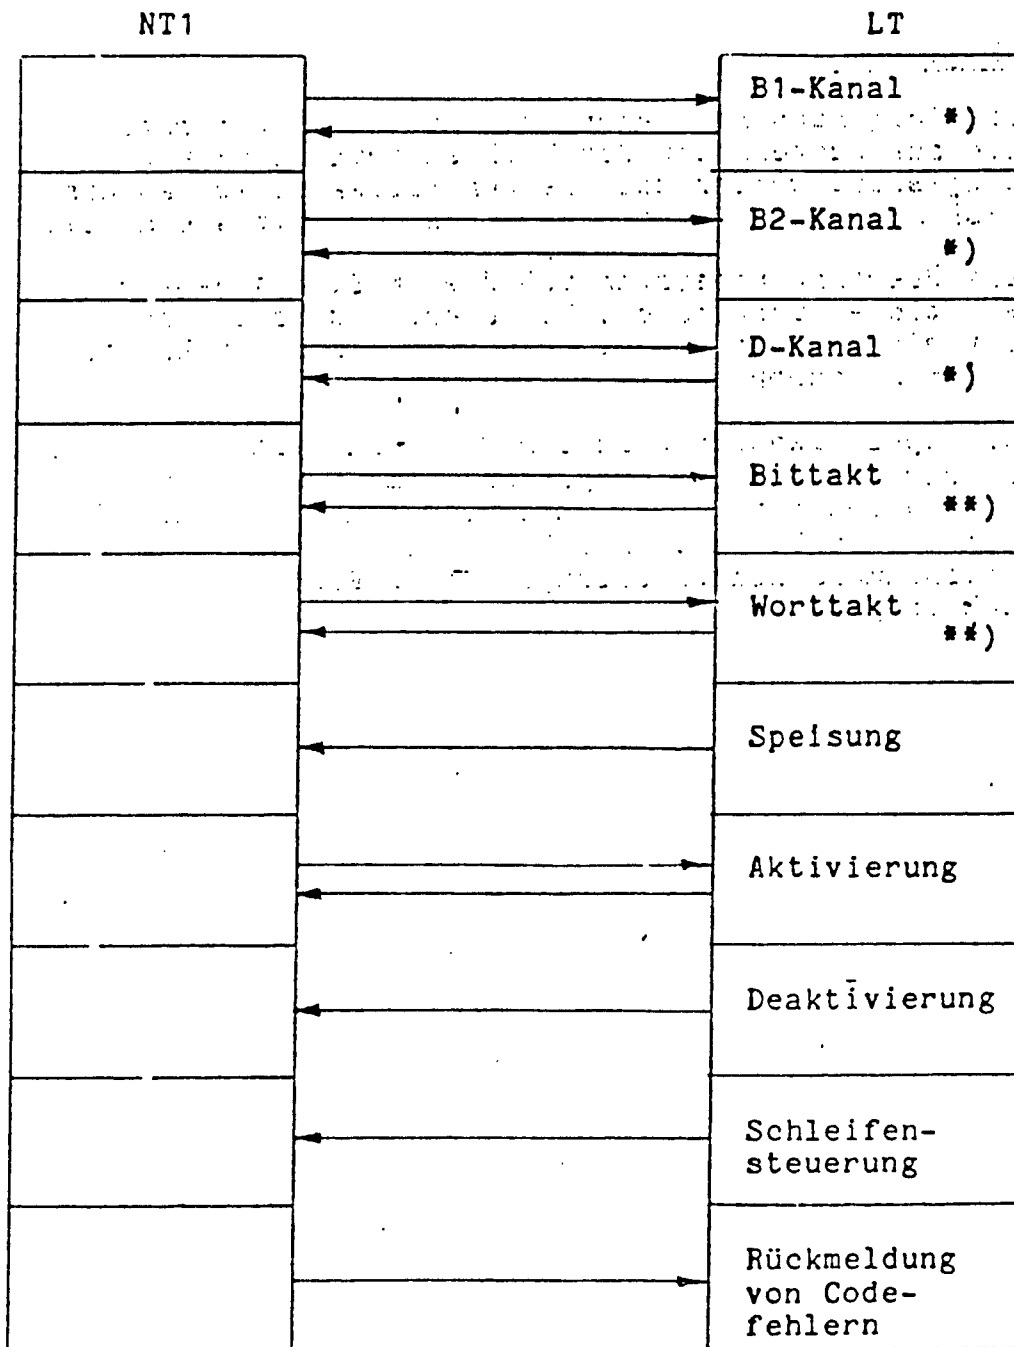 NT1 LT
B1-Kanal
*)
B2-Kanal
*)
D-Kanal
*)
Bittakt
**)
Worttakt
**)
Speisung
Aktivierung
Deaktivierung
Schleifen-
steuerung
Rückmeldung
von Code-
fehlern